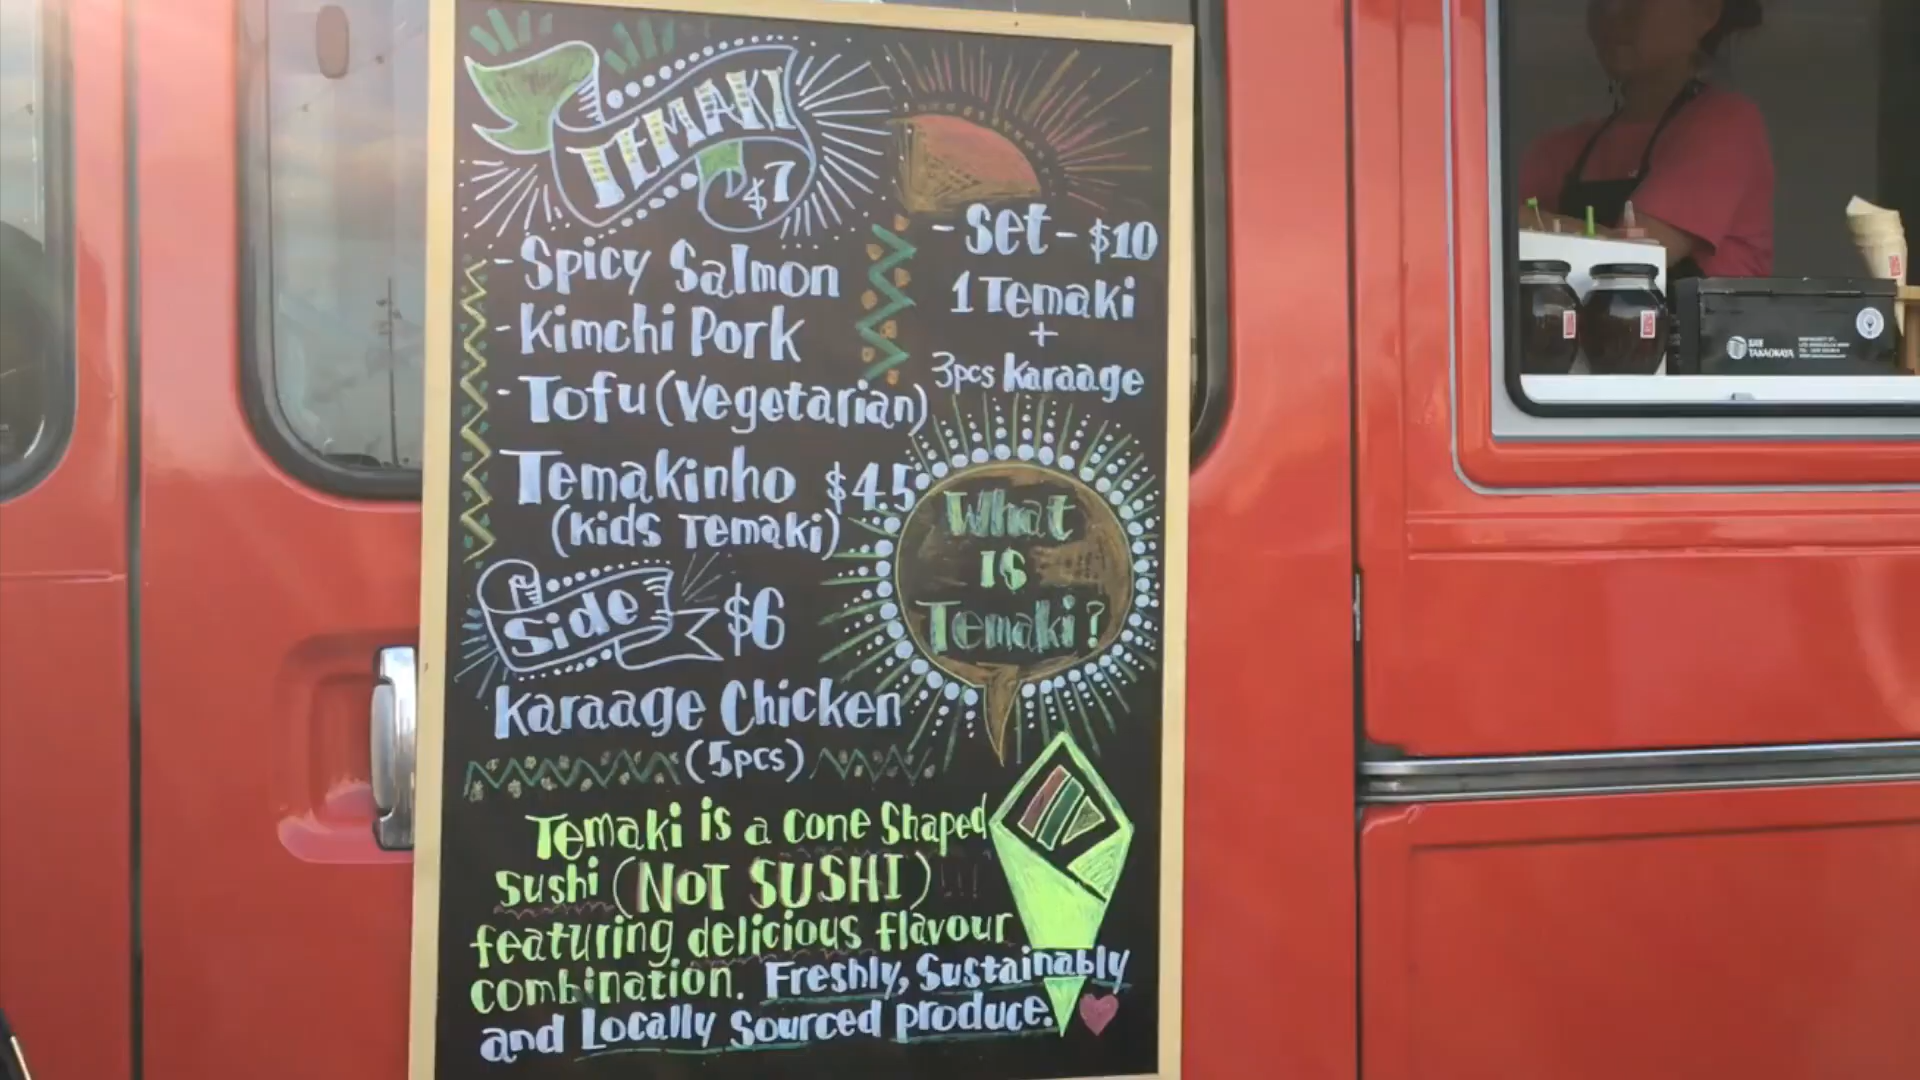 TEMAKI
$7
- Spicy Salmon
- Kimchi Pork
- Tofu (Vegetarian)
Temakinho $4.5
(Kids Temaki)
Side $6
Karaage Chicken
(5pcs)
- Set - $10
1 Temaki
+
3pcs Karaage
What
is
Temaki?
Temaki is a cone Shaped
Sushi (NOT SUSHI)!!!
featuring delicious flavour
combination. Freshly, Sustainably
and Locally Sourced produce.
TANAONAYA